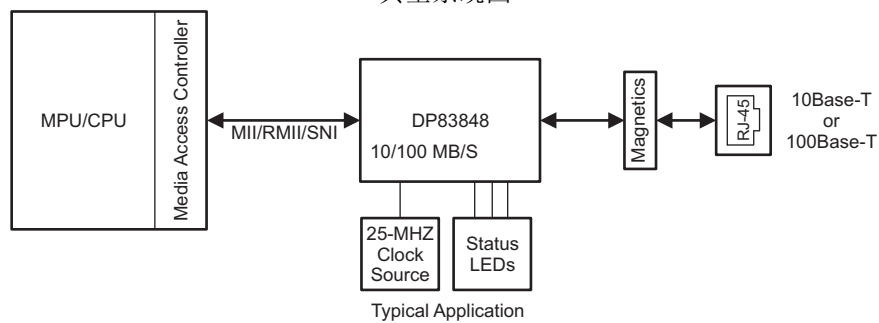 MPU/CPU
Media Access Controller
MII/RMII/SNI
DP83848
10/100 MB/S
Magnetics
RJ-45
10Base-T
or
100Base-T
25-MHZ
Clock
Source
Status
LEDs
Typical Application